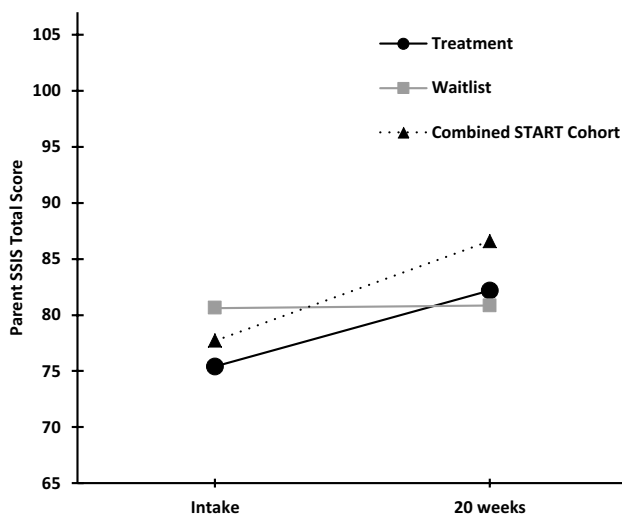 105
100
95
90
85
80
75
70
65
Parent SSIS Total Score
Treatment
Waitlist
Combined START Cohort
Intake
20 weeks